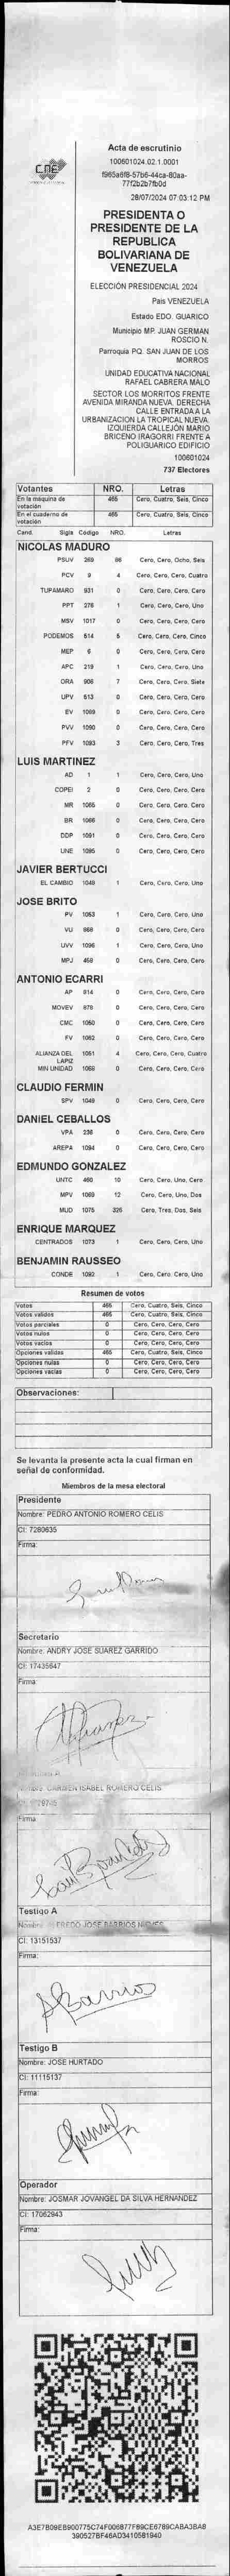 Acta de escrutinio
CNE
100601024.02.1.0001
f965a6f8-57b6-44ca-80aa-
77f2b2b7fb0d
28/07/2024 07:03:12 PM
PRESIDENTA O
PRESIDENTE DE LA
REPUBLICA
BOLIVARIANA DE
VENEZUELA
ELECCIÓN PRESIDENCIAL 2024
País VENEZUELA
Estado EDO. GUARICO
Municipio MP. JUAN GERMAN
ROSCIO N.
Parroquia PQ. SAN JUAN DE LOS
MORROS
UNIDAD EDUCATIVA NACIONAL
RAFAEL CABRERA MALO
SECTOR LOS MORRITOS FRENTE
AVENIDA MIRANDA NUEVA. DERECHA
CALLE ENTRADA A LA
URBANIZACION LA TROPICAL NUEVA.
IZQUIERDA CALLEJÓN MARIO
BRICENO IRAGORRI FRENTE A
POLIGUARICO EDIFICIO
100601024
737 Electores
Votantes NRO. Letras
En la máquina de votación 465 Cero, Cuatro, Seis, Cinco
En el cuaderno de votación 465 Cero, Cuatro, Seis, Cinco
Cand. Sigla Código NRO. Letras
NICOLAS MADURO
PSUV 269 86 Cero, Cero, Ocho, Seis
PCV 9 4 Cero, Cero, Cero, Cuatro
TUPAMARO 931 0 Cero, Cero, Cero, Cero
PPT 276 1 Cero, Cero, Cero, Uno
MSV 1017 0 Cero, Cero, Cero, Cero
PODEMOS 514 5 Cero, Cero, Cero, Cinco
MEP 6 0 Cero, Cero, Cero, Cero
APC 219 1 Cero, Cero, Cero, Uno
ORA 906 7 Cero, Cero, Cero, Siete
UPV 613 0 Cero, Cero, Cero, Cero
EV 1089 0 Cero, Cero, Cero, Cero
PVV 1090 0 Cero, Cero, Cero, Cero
PFV 1093 3 Cero, Cero, Cero, Tres
LUIS MARTINEZ
AD 1 1 Cero, Cero, Cero, Uno
COPEI 2 0 Cero, Cero, Cero, Cero
MR 1065 0 Cero, Cero, Cero, Cero
BR 1066 0 Cero, Cero, Cero, Cero
DDP 1091 0 Cero, Cero, Cero, Cero
UNE 1095 0 Cero, Cero, Cero, Cero
JAVIER BERTUCCI
EL CAMBIO 1049 1 Cero, Cero, Cero, Uno
JOSE BRITO
PV 1053 1 Cero, Cero, Cero, Uno
VU 868 0 Cero, Cero, Cero, Cero
UVV 1096 1 Cero, Cero, Cero, Uno
MPJ 458 0 Cero, Cero, Cero, Cero
ANTONIO ECARRI
AP 814 0 Cero, Cero, Cero, Cero
MOVEV 878 0 Cero, Cero, Cero, Cero
CMC 1050 0 Cero, Cero, Cero, Cero
FV 1062 0 Cero, Cero, Cero, Cero
ALIANZA DEL LAPIZ 1051 4 Cero, Cero, Cero, Cuatro
MIN UNIDAD 1068 0 Cero, Cero, Cero, Cero
CLAUDIO FERMIN
SPV 1048 0 Cero, Cero, Cero, Cero
DANIEL CEBALLOS
VPA 236 0 Cero, Cero, Cero, Cero
AREPA 1094 0 Cero, Cero, Cero, Cero
EDMUNDO GONZALEZ
UNTC 460 10 Cero, Cero, Uno, Cero
MPV 1069 12 Cero, Cero, Uno, Dos
MUD 1075 326 Cero, Tres, Dos, Seis
ENRIQUE MARQUEZ
CENTRADOS 1073 1 Cero, Cero, Cero, Uno
BENJAMIN RAUSSEO
CONDE 1092 1 Cero, Cero, Cero, Uno
Resumen de votos
Votos 465 Cero, Cuatro, Seis, Cinco
Votos válidos 465 Cero, Cuatro, Seis, Cinco
Votos parciales 0 Cero, Cero, Cero, Cero
Votos nulos 0 Cero, Cero, Cero, Cero
Votos vacíos 0 Cero, Cero, Cero, Cero
Opciones validas 465 Cero, Cuatro, Seis, Cinco
Opciones nulas 0 Cero, Cero, Cero, Cero
Opciones vacías 0 Cero, Cero, Cero, Cero
Observaciones:
Se levanta la presente acta la cual firman en
señal de conformidad.
Miembros de la mesa electoral
Presidente
Nombre: PEDRO ANTONIO ROMERO CELIS
CI: 7280635
Firma:
Secretario
Nombre: ANDRY JOSE SUAREZ GARRIDO
CI: 17435647
Firma:
CARMEN ISABEL ROMERO CELIS
Firma
Testigo A
Nombre: FREDO JOSE BARRIOS
CI: 13151537
Firma:
Testigo B
Nombre: JOSE HURTADO
CI: 11115137
Firma:
Operador
Nombre: JOSMAR JOVANGEL DA SILVA HERNANDEZ
CI: 17062943
Firma:
A3E7B09EB900775C74F006877F89CE6789CABA3BA8
390527BF46AD3410581940